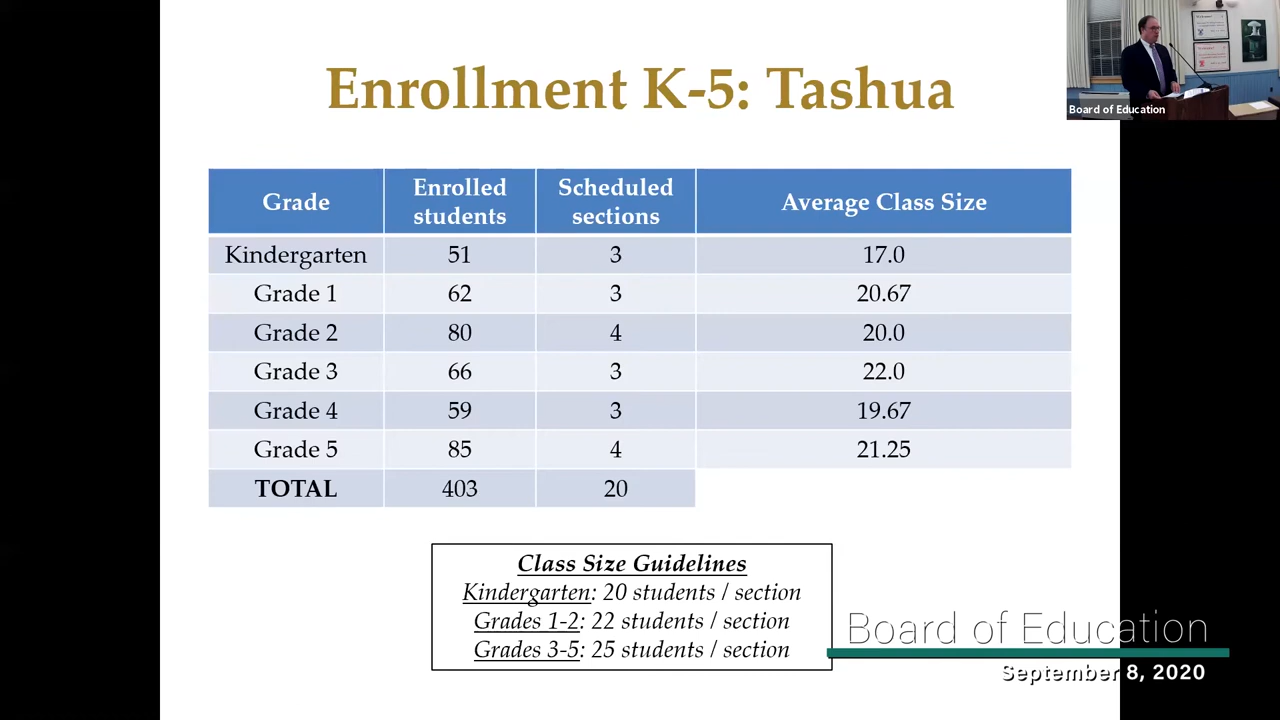 Enrollment K-5: Tashua
Board of Education
Grade Enrolled students Scheduled sections Average Class Size
Kindergarten 51 3 17.0
Grade 1 62 3 20.67
Grade 2 80 4 20.0
Grade 3 66 3 22.0
Grade 4 59 3 19.67
Grade 5 85 4 21.25
TOTAL 403 20
Class Size Guidelines
Kindergarten: 20 students / section
Grades 1-2: 22 students / section
Grades 3-5: 25 students / section
Board of Education
September 8, 2020